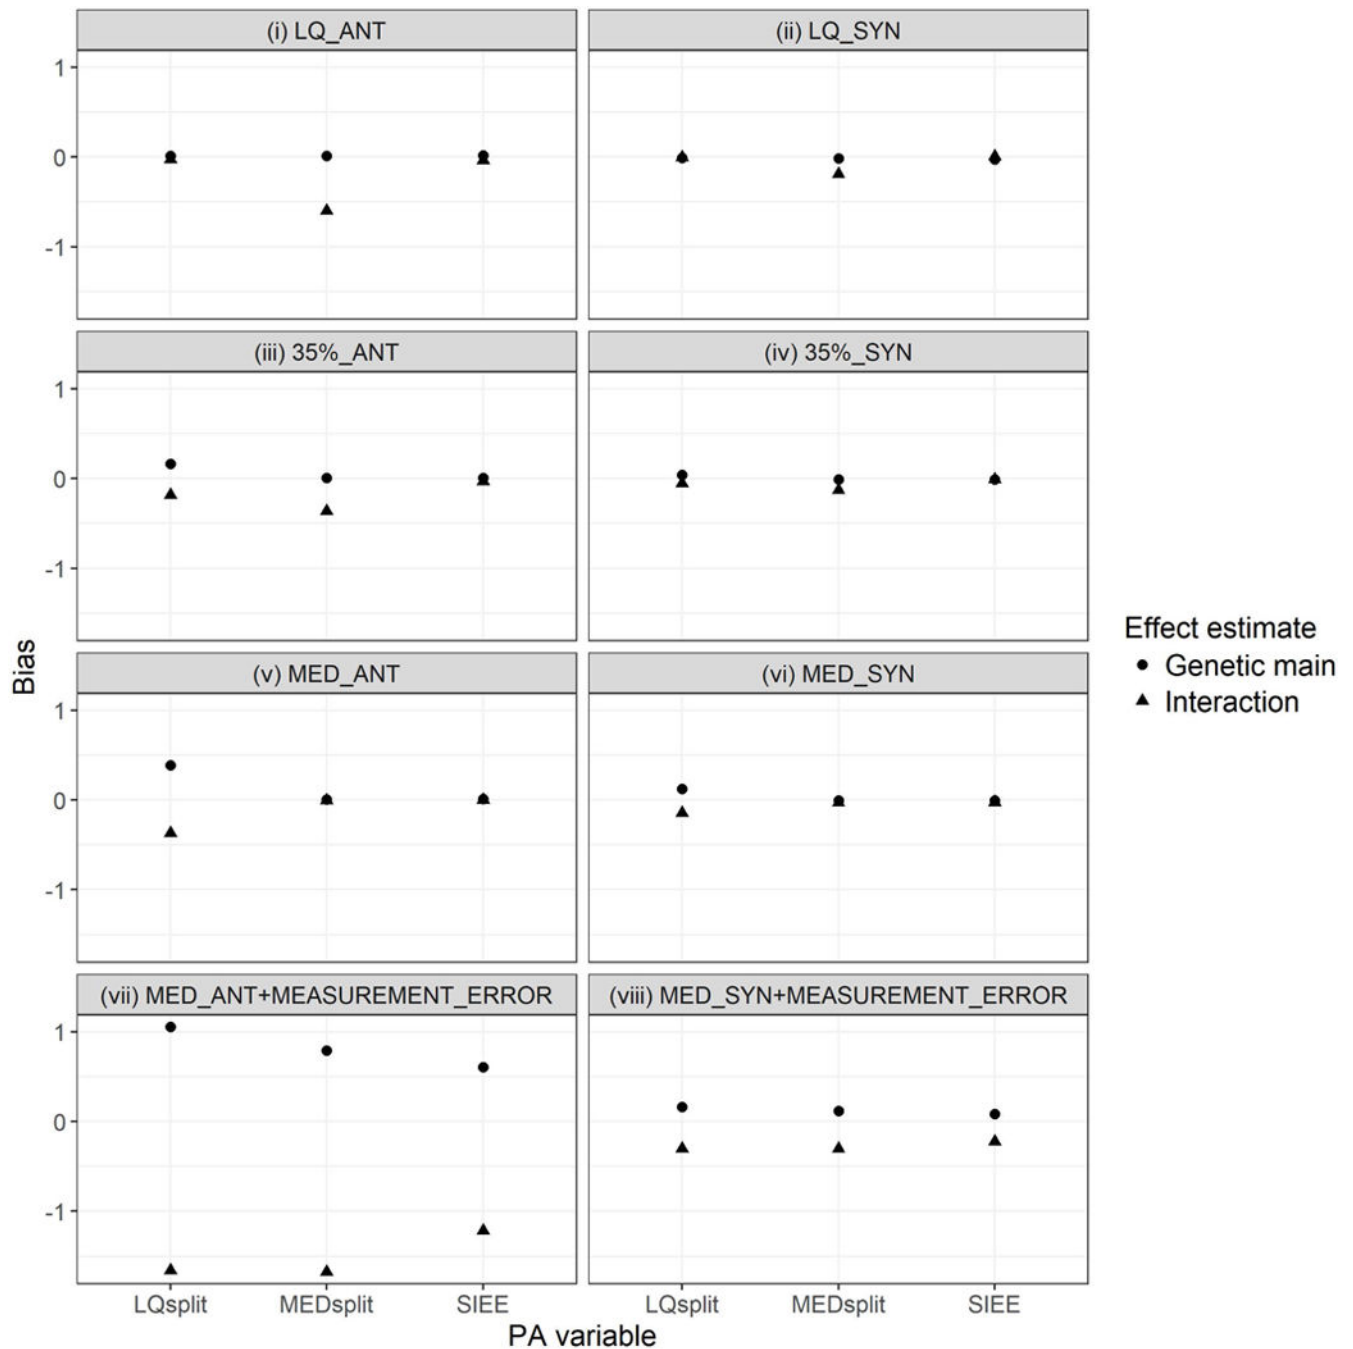 (i) LQ_ANT
(ii) LQ_SYN
1
0
-1
(iii) 35%_ANT
(iv) 35%_SYN
1
0
-1
Bias
(v) MED_ANT
(vi) MED_SYN
1
0
-1
(vii) MED_ANT+MEASUREMENT_ERROR
(viii) MED_SYN+MEASUREMENT_ERROR
1
0
-1
LQsplit
MEDsplit
SIEE
LQsplit
MEDsplit
SIEE
PA variable
Effect estimate
Genetic main
Interaction